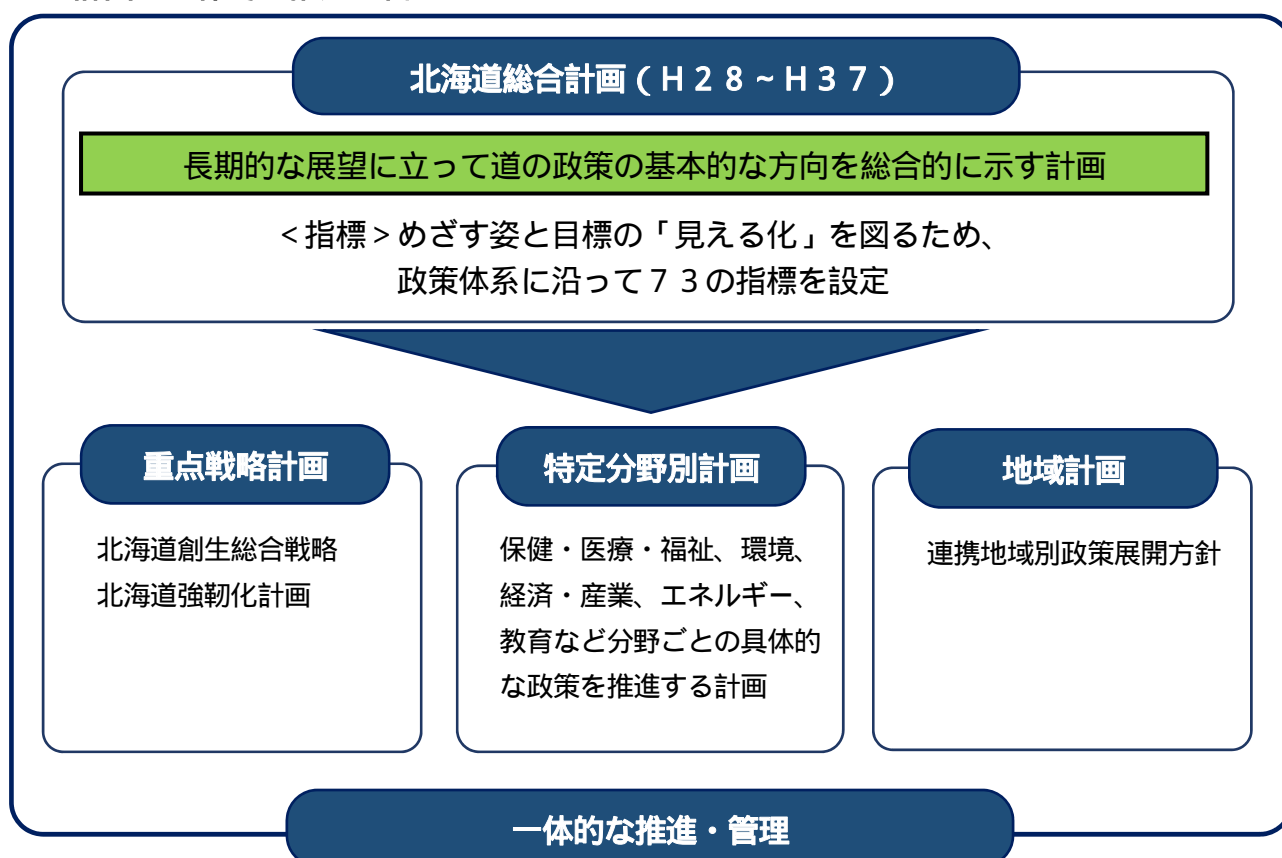 北海道総合計画(H28~H37)
長期的な展望に立って道の政策の基本的な方向を総合的に示す計画
<指標>めざす姿と目標の「見える化」を図るため、
政策体系に沿って73の指標を設定
重点戦略計画
北海道創生総合戦略
北海道強靭化計画
特定分野別計画
保健・医療・福祉、環境、
経済・産業、エネルギー、
教育など分野ごとの具体的
な政策を推進する計画
地域計画
連携地域別政策展開方針
一体的な推進・管理